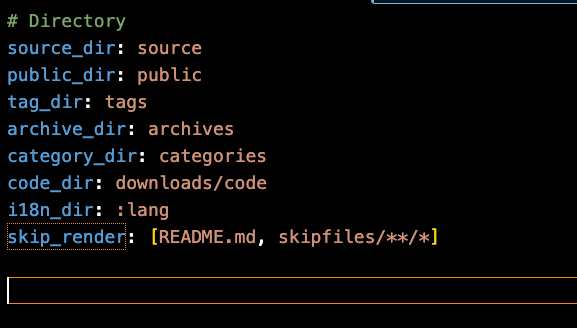 # Directory
source_dir: source
public_dir: public
tag_dir: tags
archive_dir: archives
category_dir: categories
code_dir: downloads/code
i18n_dir: :lang
skip_render: [README.md, skipfiles/**/*]